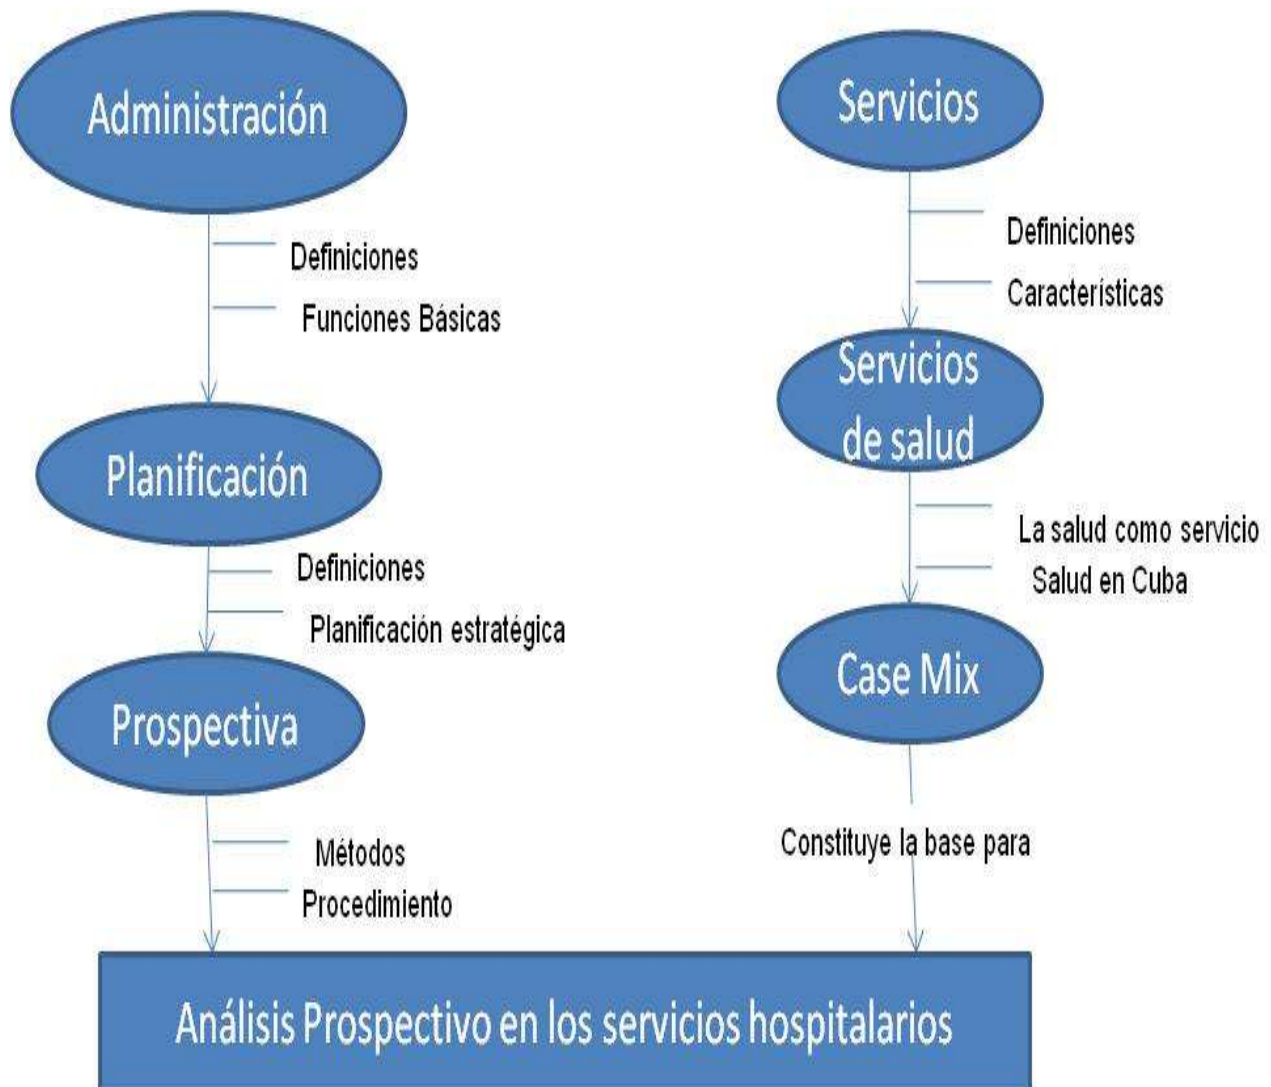 Administración
Definiciones
Funciones Básicas
Planificación
Definiciones
Planificación estratégica
Prospectiva
Métodos
Procedimiento
Servicios
Definiciones
Características
Servicios
de salud
La salud como servicio
Salud en Cuba
Case Mix
Constituye la base para
Análisis Prospectivo en los servicios hospitalarios